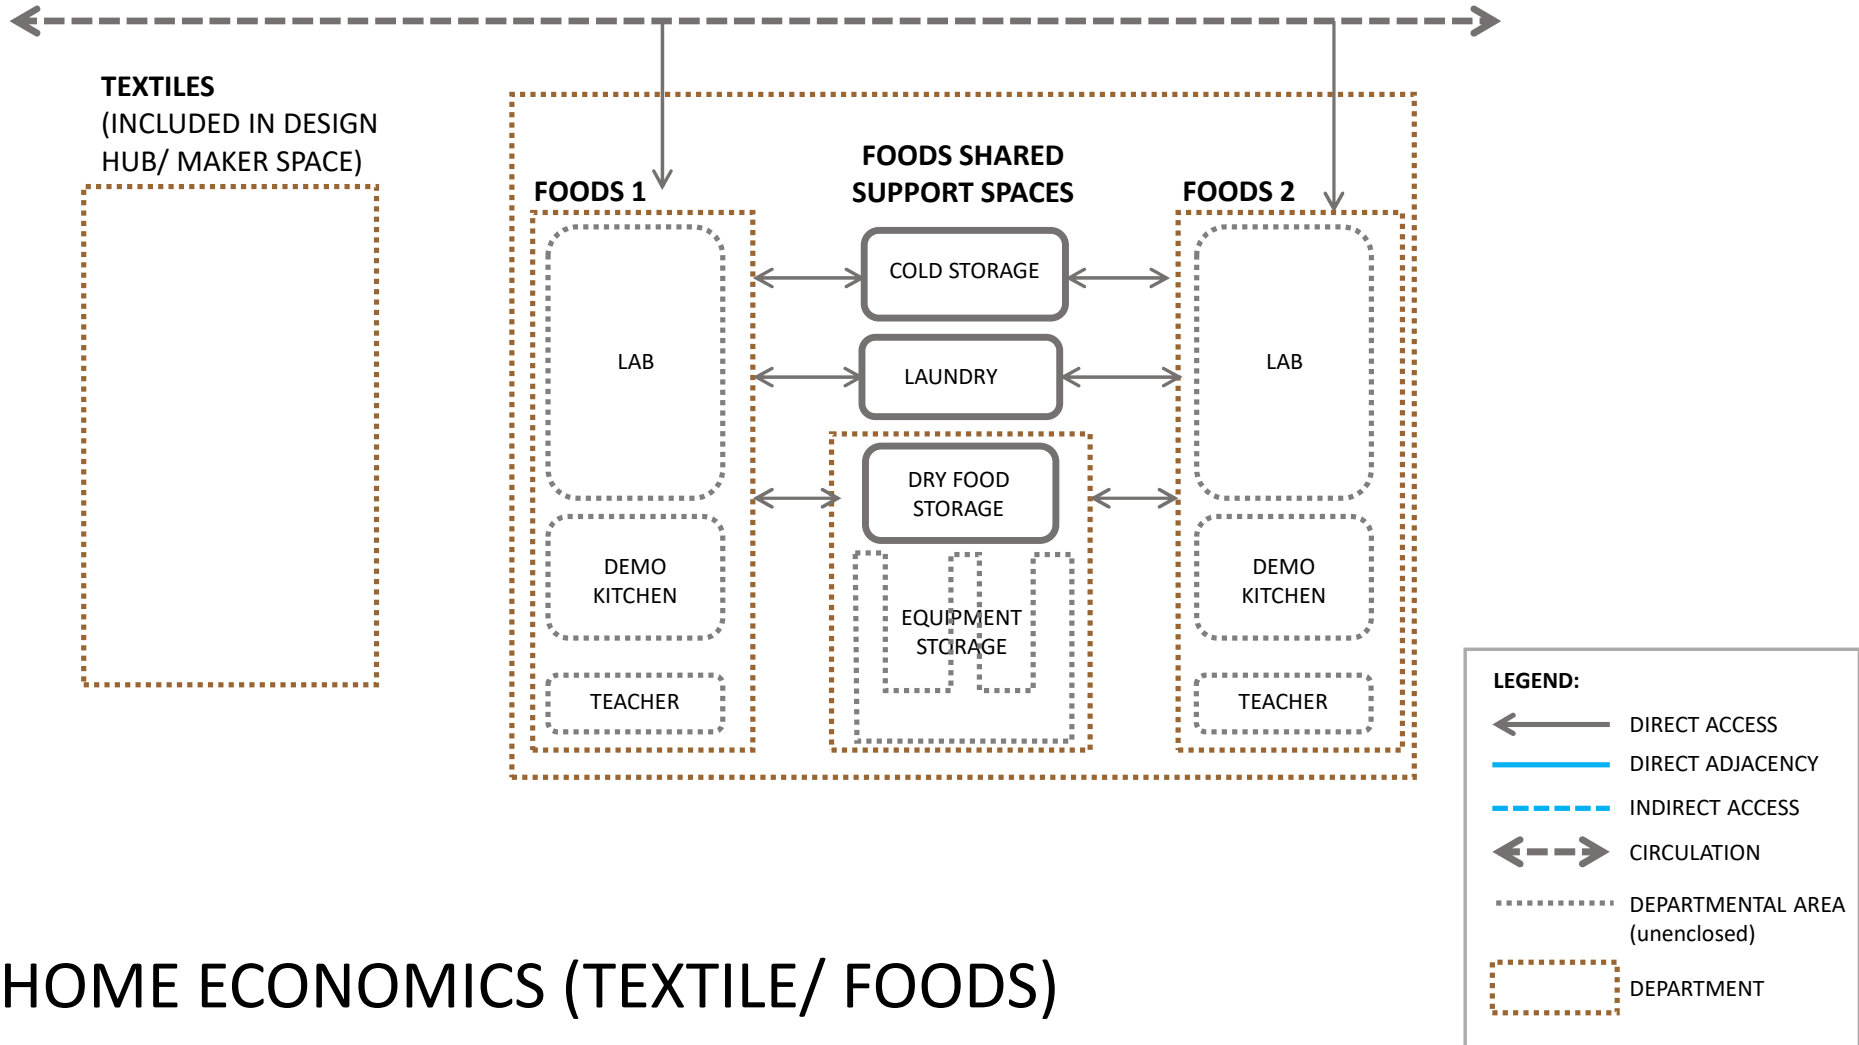 TEXTILES
(INCLUDED IN DESIGN
HUB/ MAKER SPACE)
FOODS 1
FOODS SHARED
SUPPORT SPACES
FOODS 2
COLD STORAGE
LAUNDRY
LAB
LAB
DRY FOOD
STORAGE
DEMO
KITCHEN
DEMO
KITCHEN
EQUIPMENT
STORAGE
TEACHER
TEACHER
LEGEND:
DIRECT ACCESS
DIRECT ADJACENCY
INDIRECT ACCESS
CIRCULATION
DEPARTMENTAL AREA
(unenclosed)
DEPARTMENT
HOME ECONOMICS (TEXTILE/ FOODS)